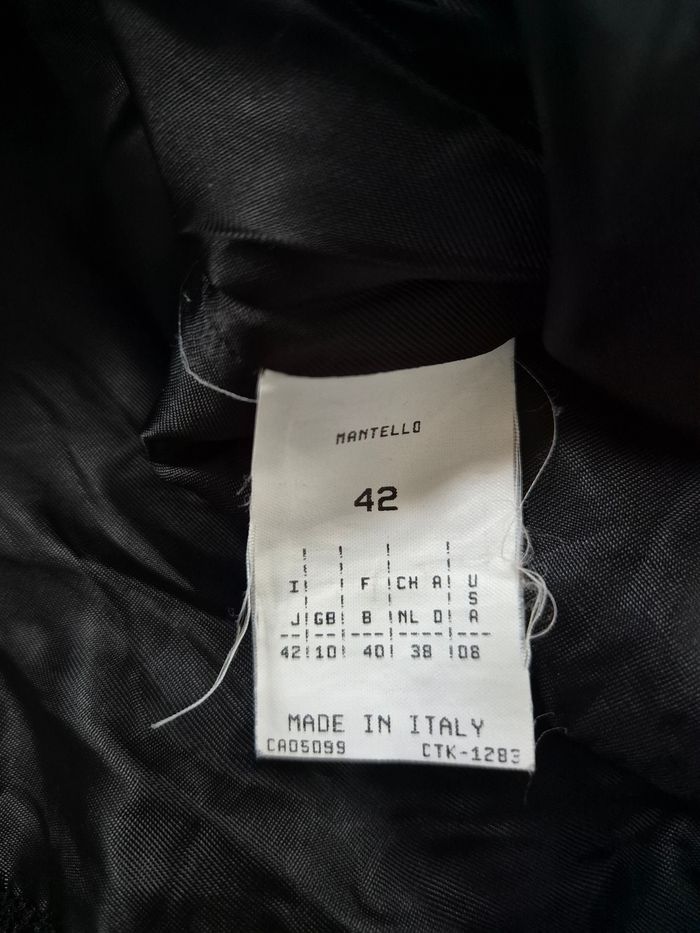 MANTELLO
42
I F CH A U
S
J GB B NL D A
42 10 40 38 08
MADE IN ITALY
CA05099 CTK-1283